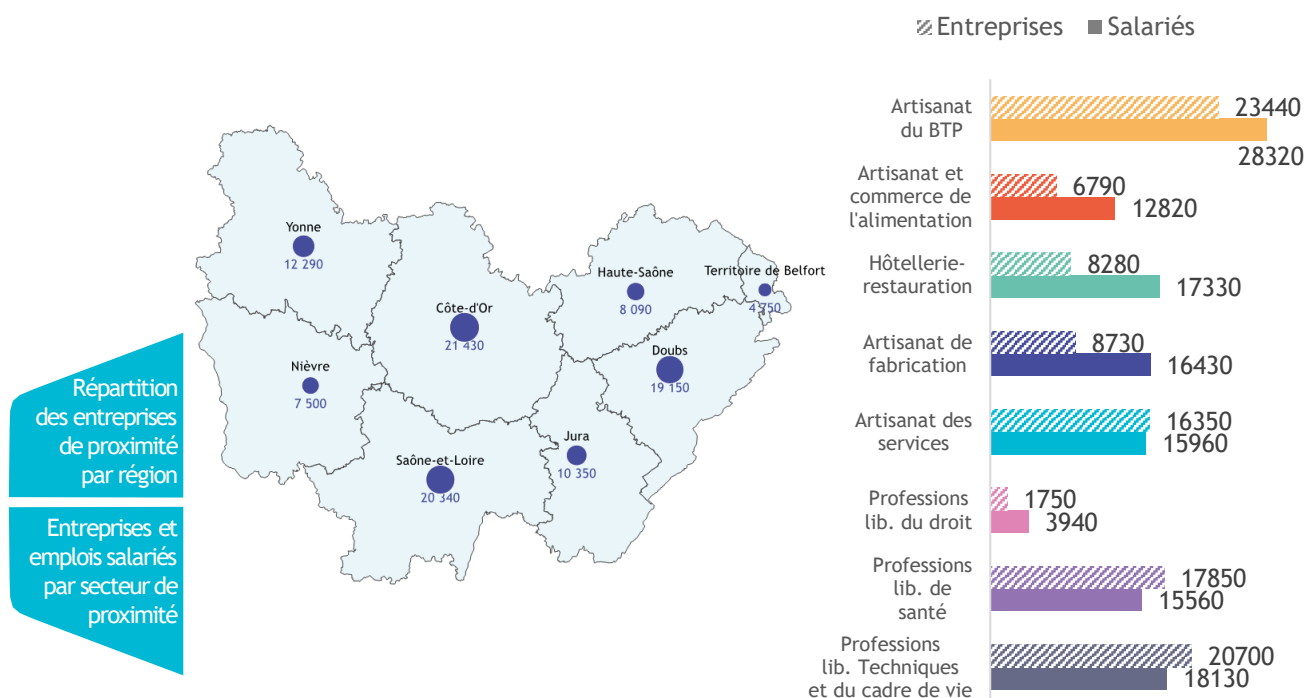 Entreprises
Salariés
Yonne
12 290
Côte-d'Or
21 430
Haute-Saône
8 090
Territoire de Belfort
4 750
Nièvre
7 500
Doubs
19 150
Saône-et-Loire
20 340
Jura
10 350
Répartition
des entreprises
de proximité
par région
Entreprises et
emplois salariés
par secteur de
proximité
Artisanat
du BTP
23440
28320
Artisanat et
commerce de
l'alimentation
6790
12820
Hôtellerie-
restauration
8280
17330
Artisanat de
fabrication
8730
16430
Artisanat des
services
16350
15960
Professions
lib. du droit
1750
3940
Professions
lib. de
santé
17850
15560
Professions
lib. Techniques
et du cadre de vie
20700
18130